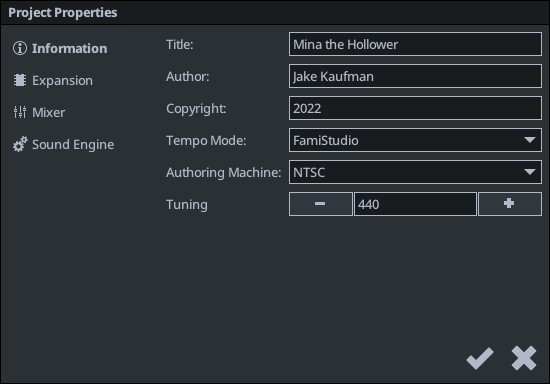 Project Properties
Information
Expansion
Mixer
Sound Engine
Title: Mina the Hollower
Author: Jake Kaufman
Copyright: 2022
Tempo Mode: FamiStudio
Authoring Machine: NTSC
Tuning 440